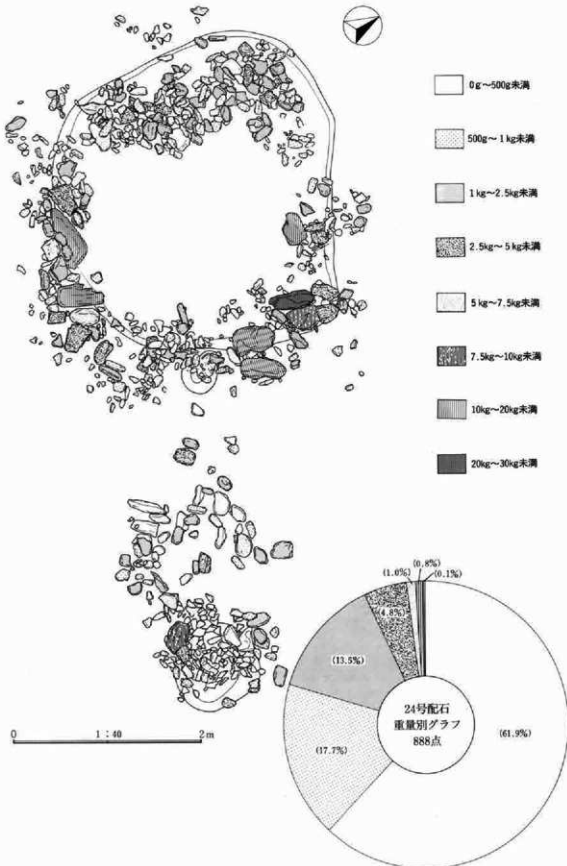 0g～500g未満
500g～1kg未満
1kg～2.5kg未満
2.5kg～5kg未満
5kg～7.5kg未満
7.5kg～10kg未満
10kg～20kg未満
20kg～30kg未満
0 1:40 2m
(0.8%)
(1.0%) (0.1%)
(4.8%)
(13.5%)
(17.7%)
(61.9%)
24号配石
重量別グラフ
888点